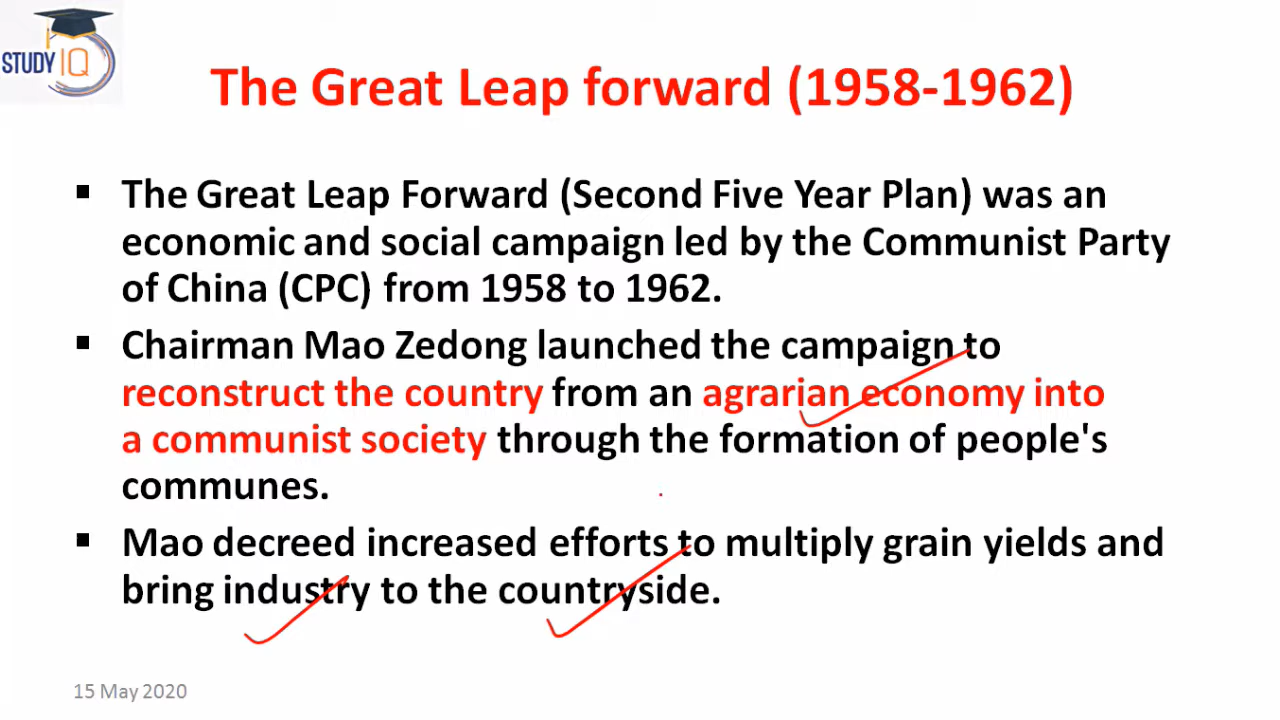 STUDY IQ
The Great Leap forward (1958-1962)
▪ The Great Leap Forward (Second Five Year Plan) was an
economic and social campaign led by the Communist Party
of China (CPC) from 1958 to 1962.
▪ Chairman Mao Zedong launched the campaign to
reconstruct the country from an agrarian economy into
a communist society through the formation of people's
communes.
▪ Mao decreed increased efforts to multiply grain yields and
bring industry to the countryside.
15 May 2020